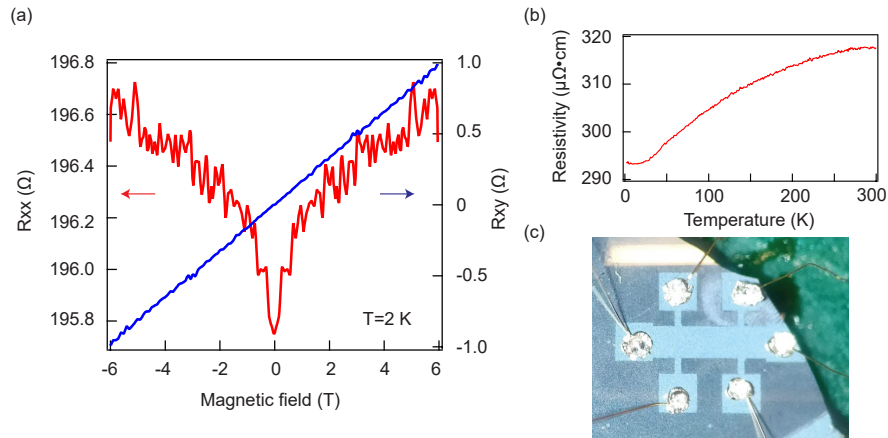 (a)
196.8
196.6
196.4
196.2
196.0
195.8
Rxx (Ω)
1.0
0.5
0
-0.5
-1.0
Rxy (Ω)
T=2 K
-6 -4 -2 0 2 4 6
Magnetic field (T)
(b)
320
310
300
290
Resistivity (μΩ•cm)
0 100 200 300
Temperature (K)
(c)